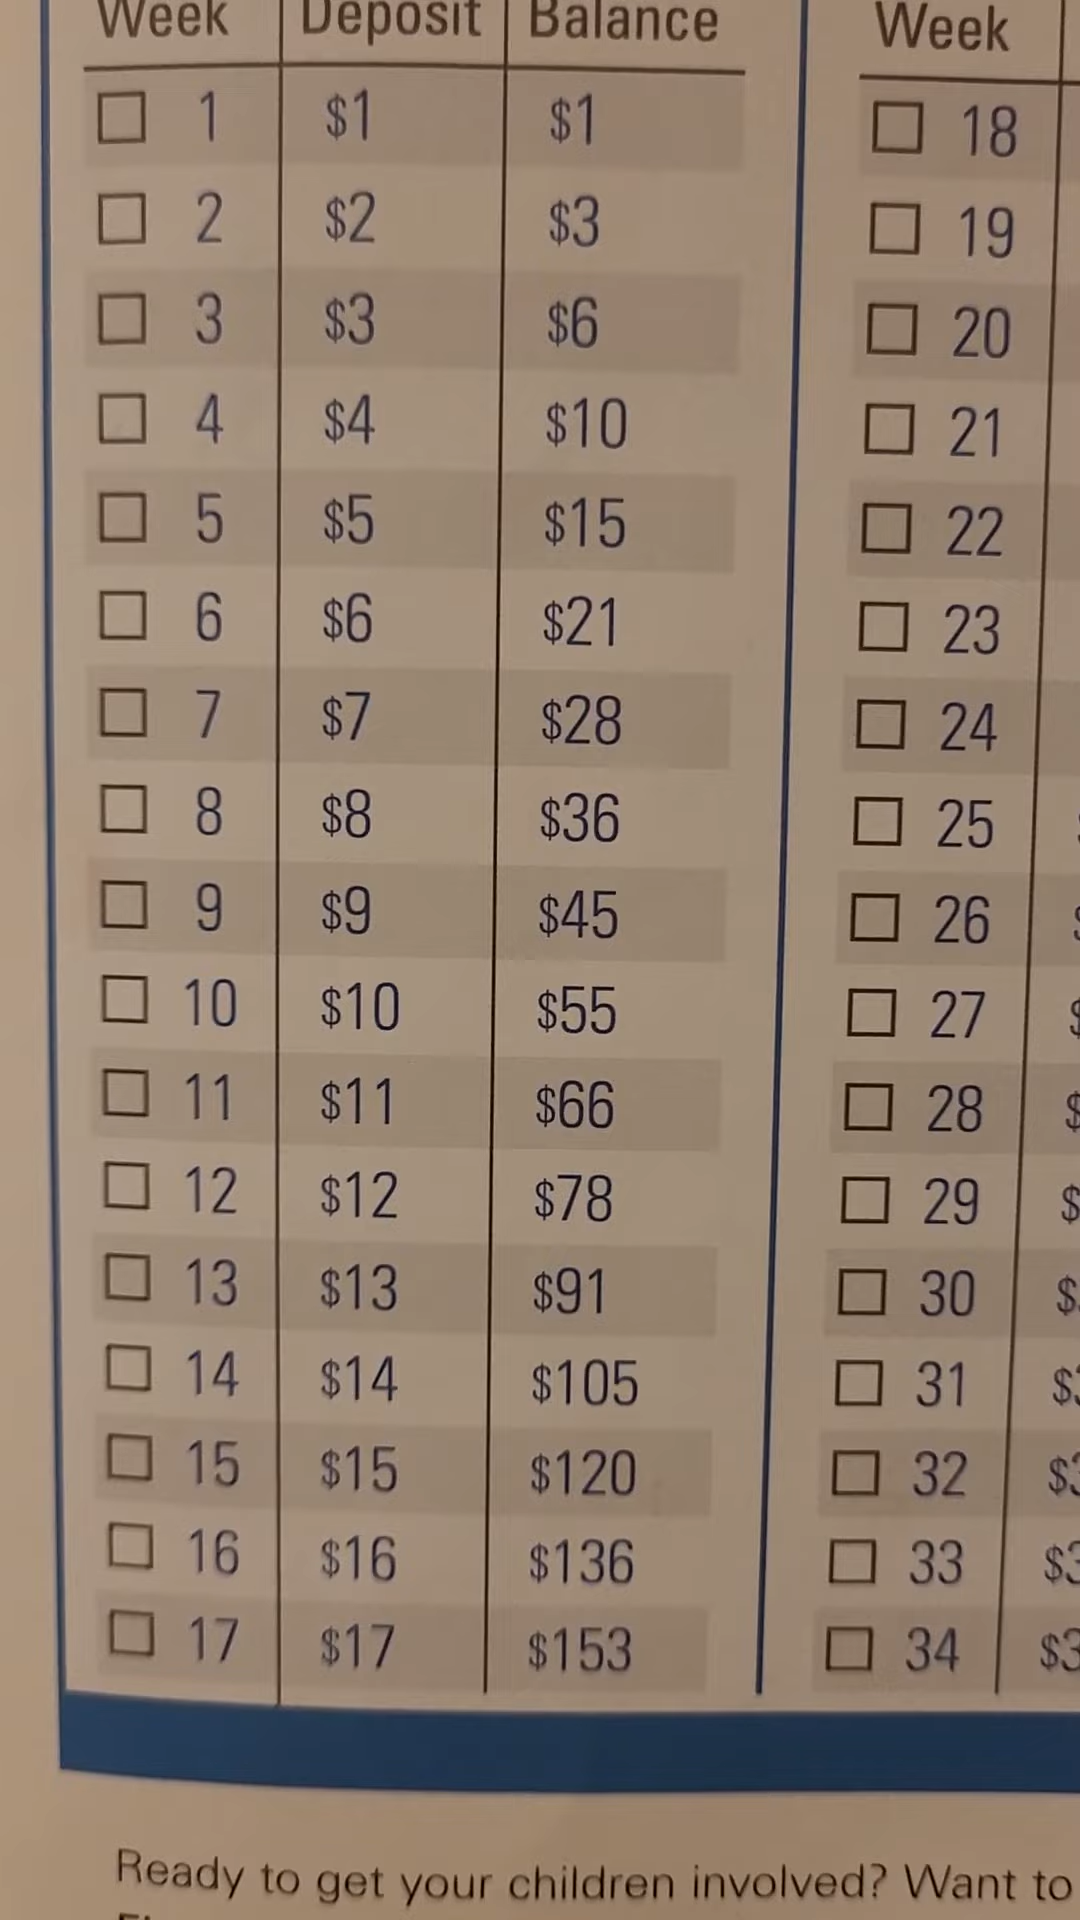 Week Deposit Balance Week
1 $1 $1 18
2 $2 $3 19
3 $3 $6 20
4 $4 $10 21
5 $5 $15 22
6 $6 $21 23
7 $7 $28 24
8 $8 $36 25
9 $9 $45 26
10 $10 $55 27 $
11 $11 $66 28 $
12 $12 $78 29 $
13 $13 $91 30 $
14 $14 $105 31 $
15 $15 $120 32 $3
16 $16 $136 33 $3
17 $17 $153 34 $3
Ready to get your children involved? Want to